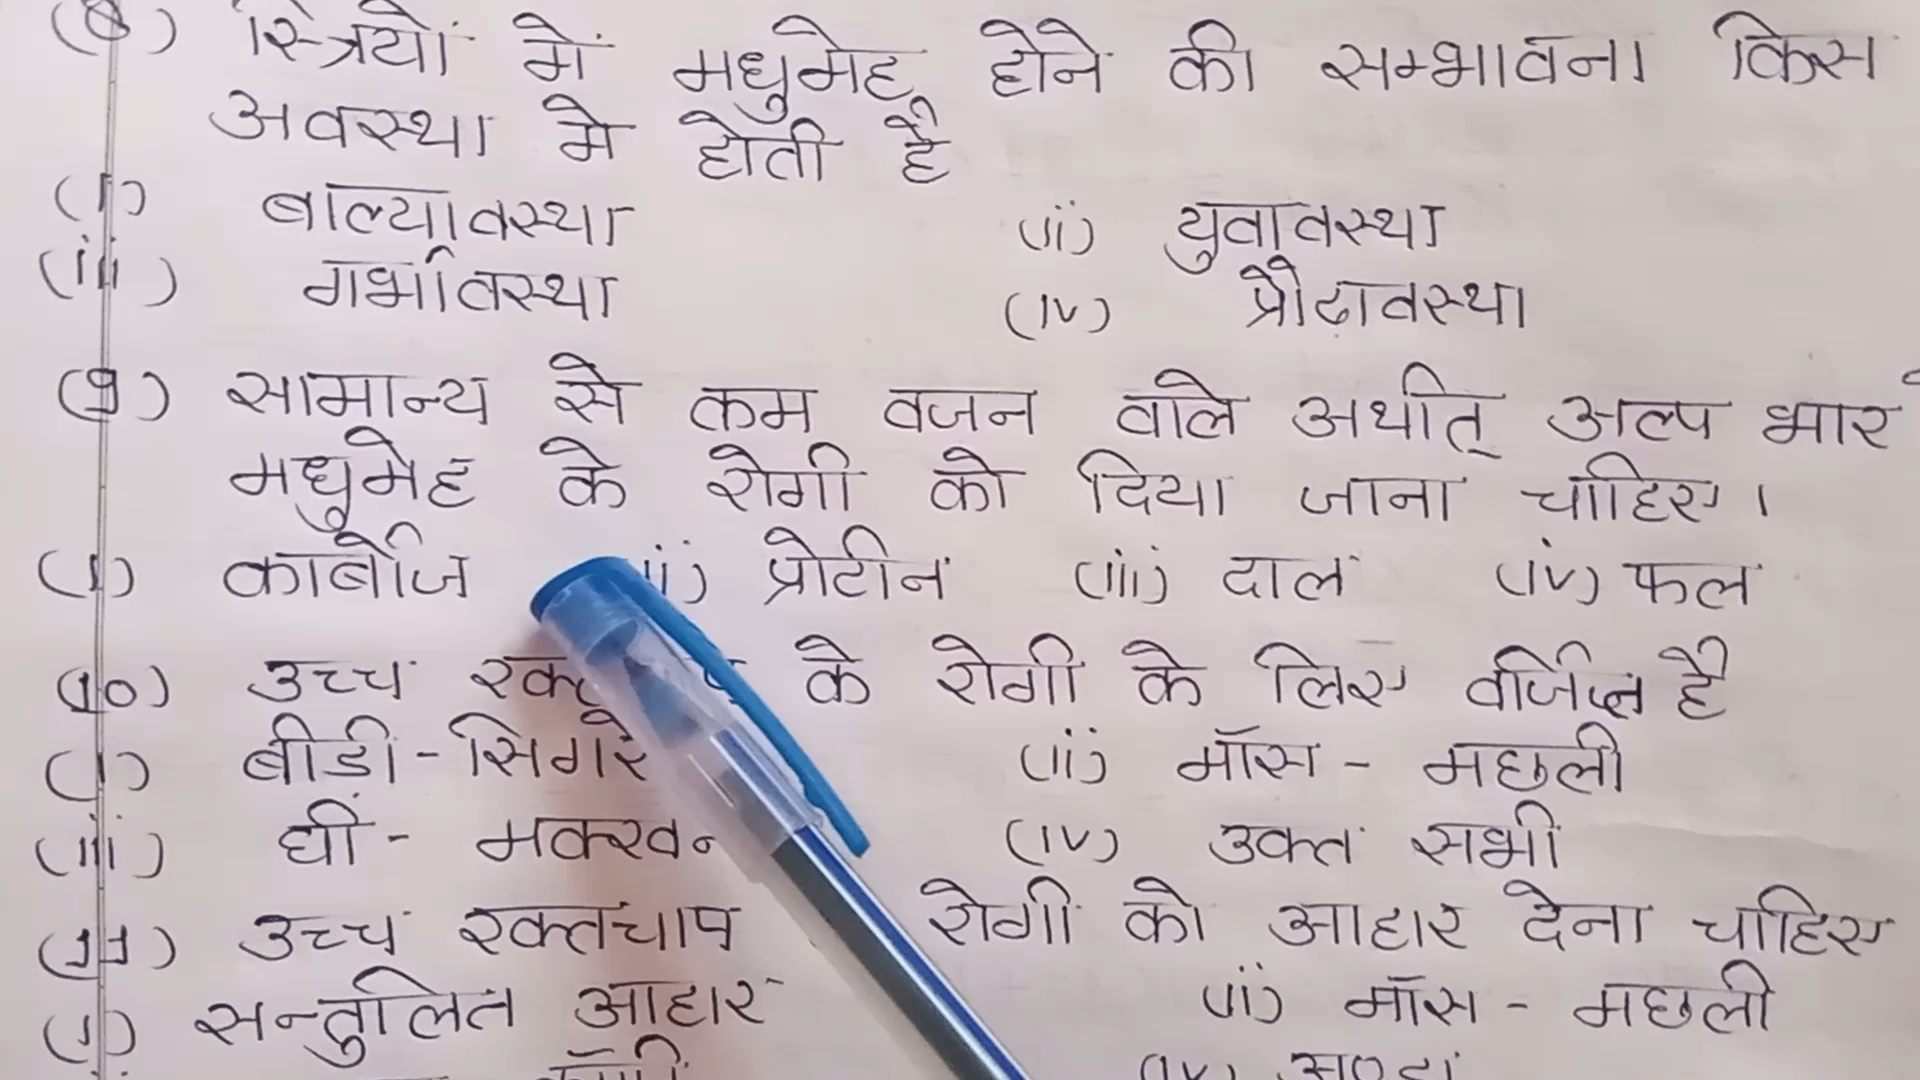 (8) स्त्रियों में मधुमेह होने की सम्भावना किस
अवस्था मे होती है
(i) बाल्यावस्था (ii) युवावस्था
(iii) गर्भावस्था (iv) प्रौढावस्था
(9) सामान्य से कम वजन वाले अर्थात् अल्प भार
मधुमेह के रोगी को दिया जाना चाहिए।
(i) कार्बोज ii) प्रोटीन (iii) दाल (iv) फल
(10) उच्च के रोगी के लिए वर्जित है
(i) बीडी - सिगरे (ii) मॉस - मछली
(iii) घी - मक्खन (iv) उक्त सभी
(11) उच्च रक्तचाप रोगी को आहार देना चाहिए
(i) सन्तुलित आहार (ii) मॉस - मछली
(iv) अण्डा